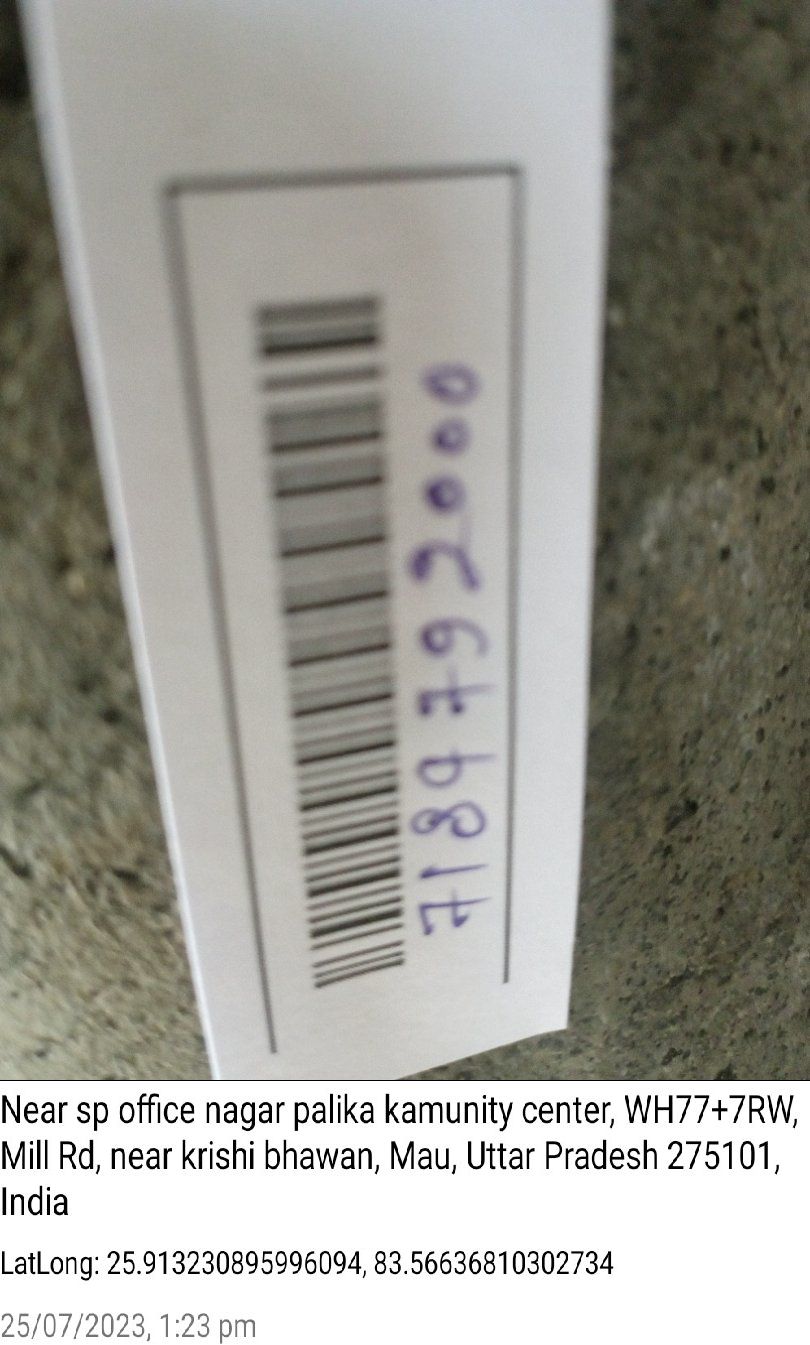 7189792000
Near sp office nagar palika kamunity center, WH77+7RW,
Mill Rd, near krishi bhawan, Mau, Uttar Pradesh 275101,
India
LatLong: 25.913230895996094, 83.56636810302734
25/07/2023, 1:23 pm